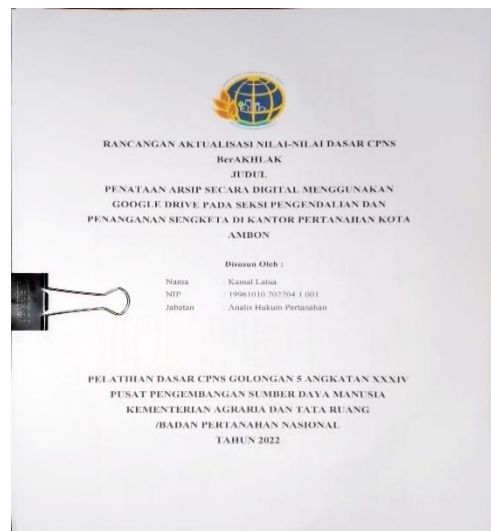 RANCANGAN AKTUALISASI NILAI-NILAI DASAR CPNS
BerAKHLAK
JUDUL
PENATAAN ARSIP SECARA DIGITAL MENGGUNAKAN
GOOGLE DRIVE PADA SEKSI PENGENDALIAN DAN
PENANGANAN SENGKETA DI KANTOR PERTANAHAN KOTA
AMBON
Disusun Oleh :
Nama : Kamal Latua
NIP : 19961010 202204 1 001
Jabatan : Analis Hukum Pertanahan
PELATIHAN DASAR CPNS GOLONGAN 5 ANGKATAN XXXIV
PUSAT PENGEMBANGAN SUMBER DAYA MANUSIA
KEMENTERIAN AGRARIA DAN TATA RUANG
/BADAN PERTANAHAN NASIONAL
TAHUN 2022